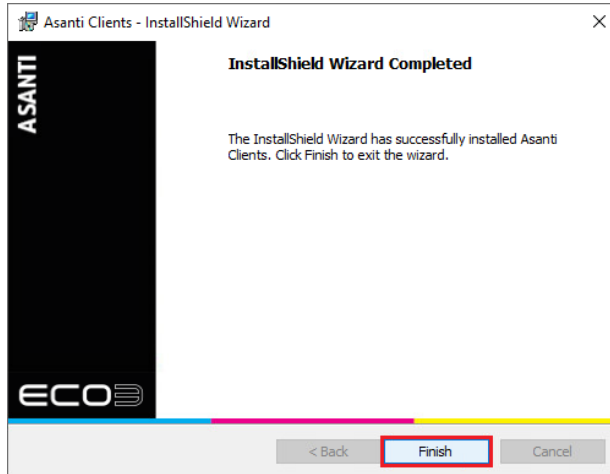 Asanti Clients - InstallShield Wizard
ASANTI
InstallShield Wizard Completed
The InstallShield Wizard has successfully installed Asanti
Clients. Click Finish to exit the wizard.
ECO3
< Back
Finish
Cancel